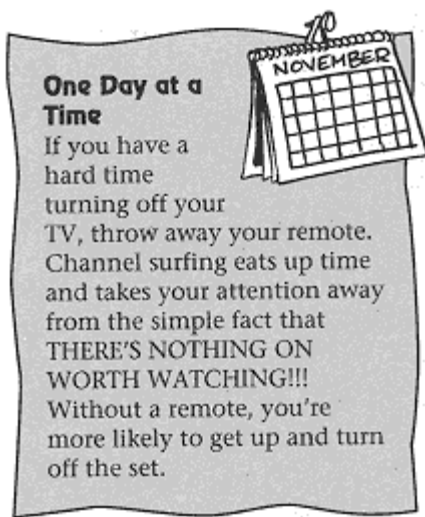 NOVEMBER
One Day at a
Time
If you have a
hard time
turning off your
TV, throw away your remote.
Channel surfing eats up time
and takes your attention away
from the simple fact that
THERE'S NOTHING ON
WORTH WATCHING!!!
Without a remote, you're
more likely to get up and turn
off the set.